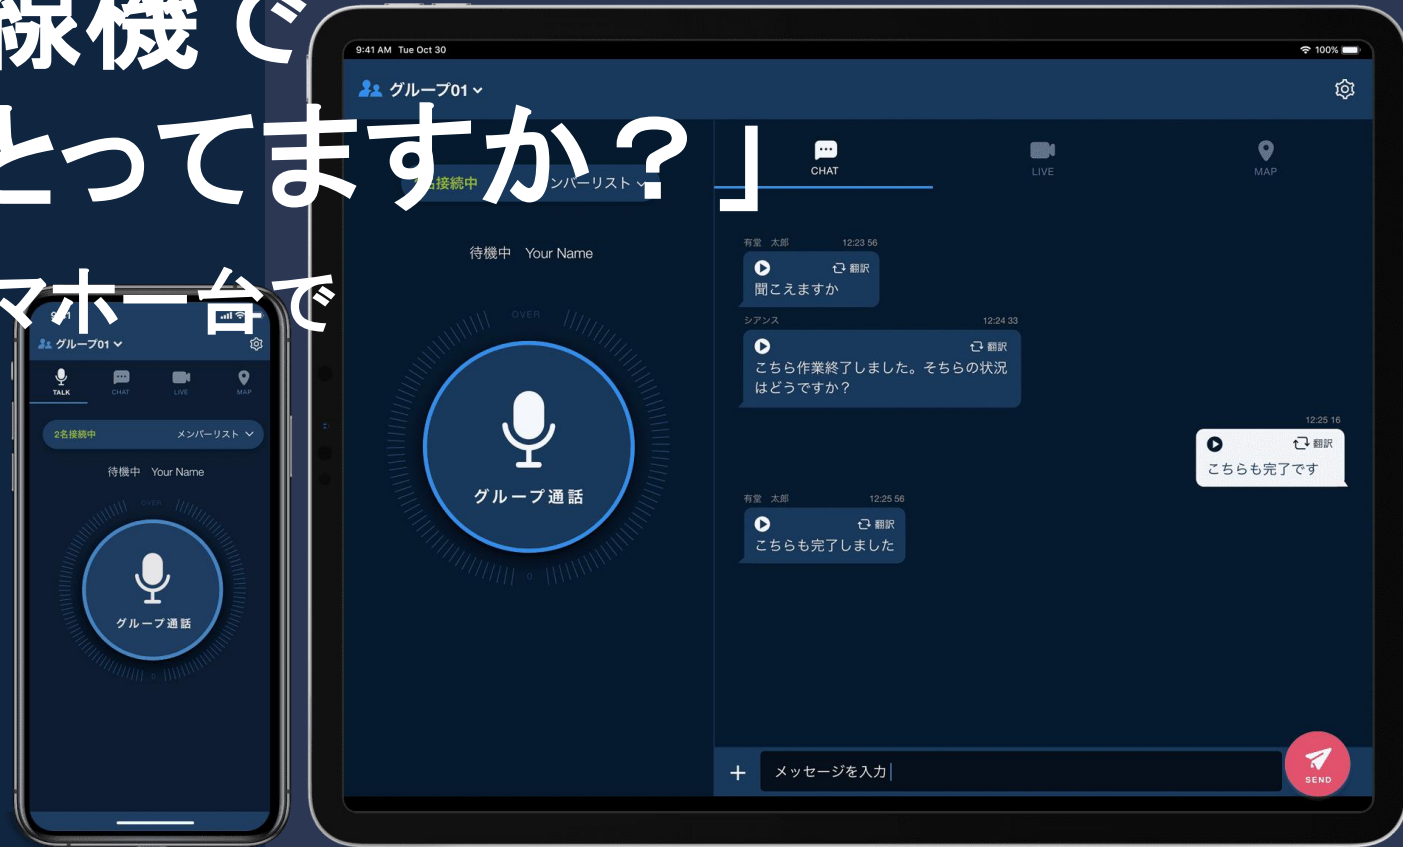 線機で
とってますか？」
マホ一台で
9:41 AM Tue Oct 30
100%
グループ01
接続中
ンバーリスト
待機中 Your Name
OVER
グループ通話
0
CHAT
LIVE
MAP
有堂 太郎 12:23 56
翻訳
聞こえますか
シアンス 12:24 33
翻訳
こちら作業終了しました。そちらの状況
はどうですか？
12:25 16
翻訳
こちらも完了です
有堂 太郎 12:25 56
翻訳
こちらも完了しました
+ メッセージを入力
SEND
グループ01
TALK
CHAT
LIVE
MAP
2名接続中 メンバーリスト
待機中 Your Name
OVER
グループ通話
0